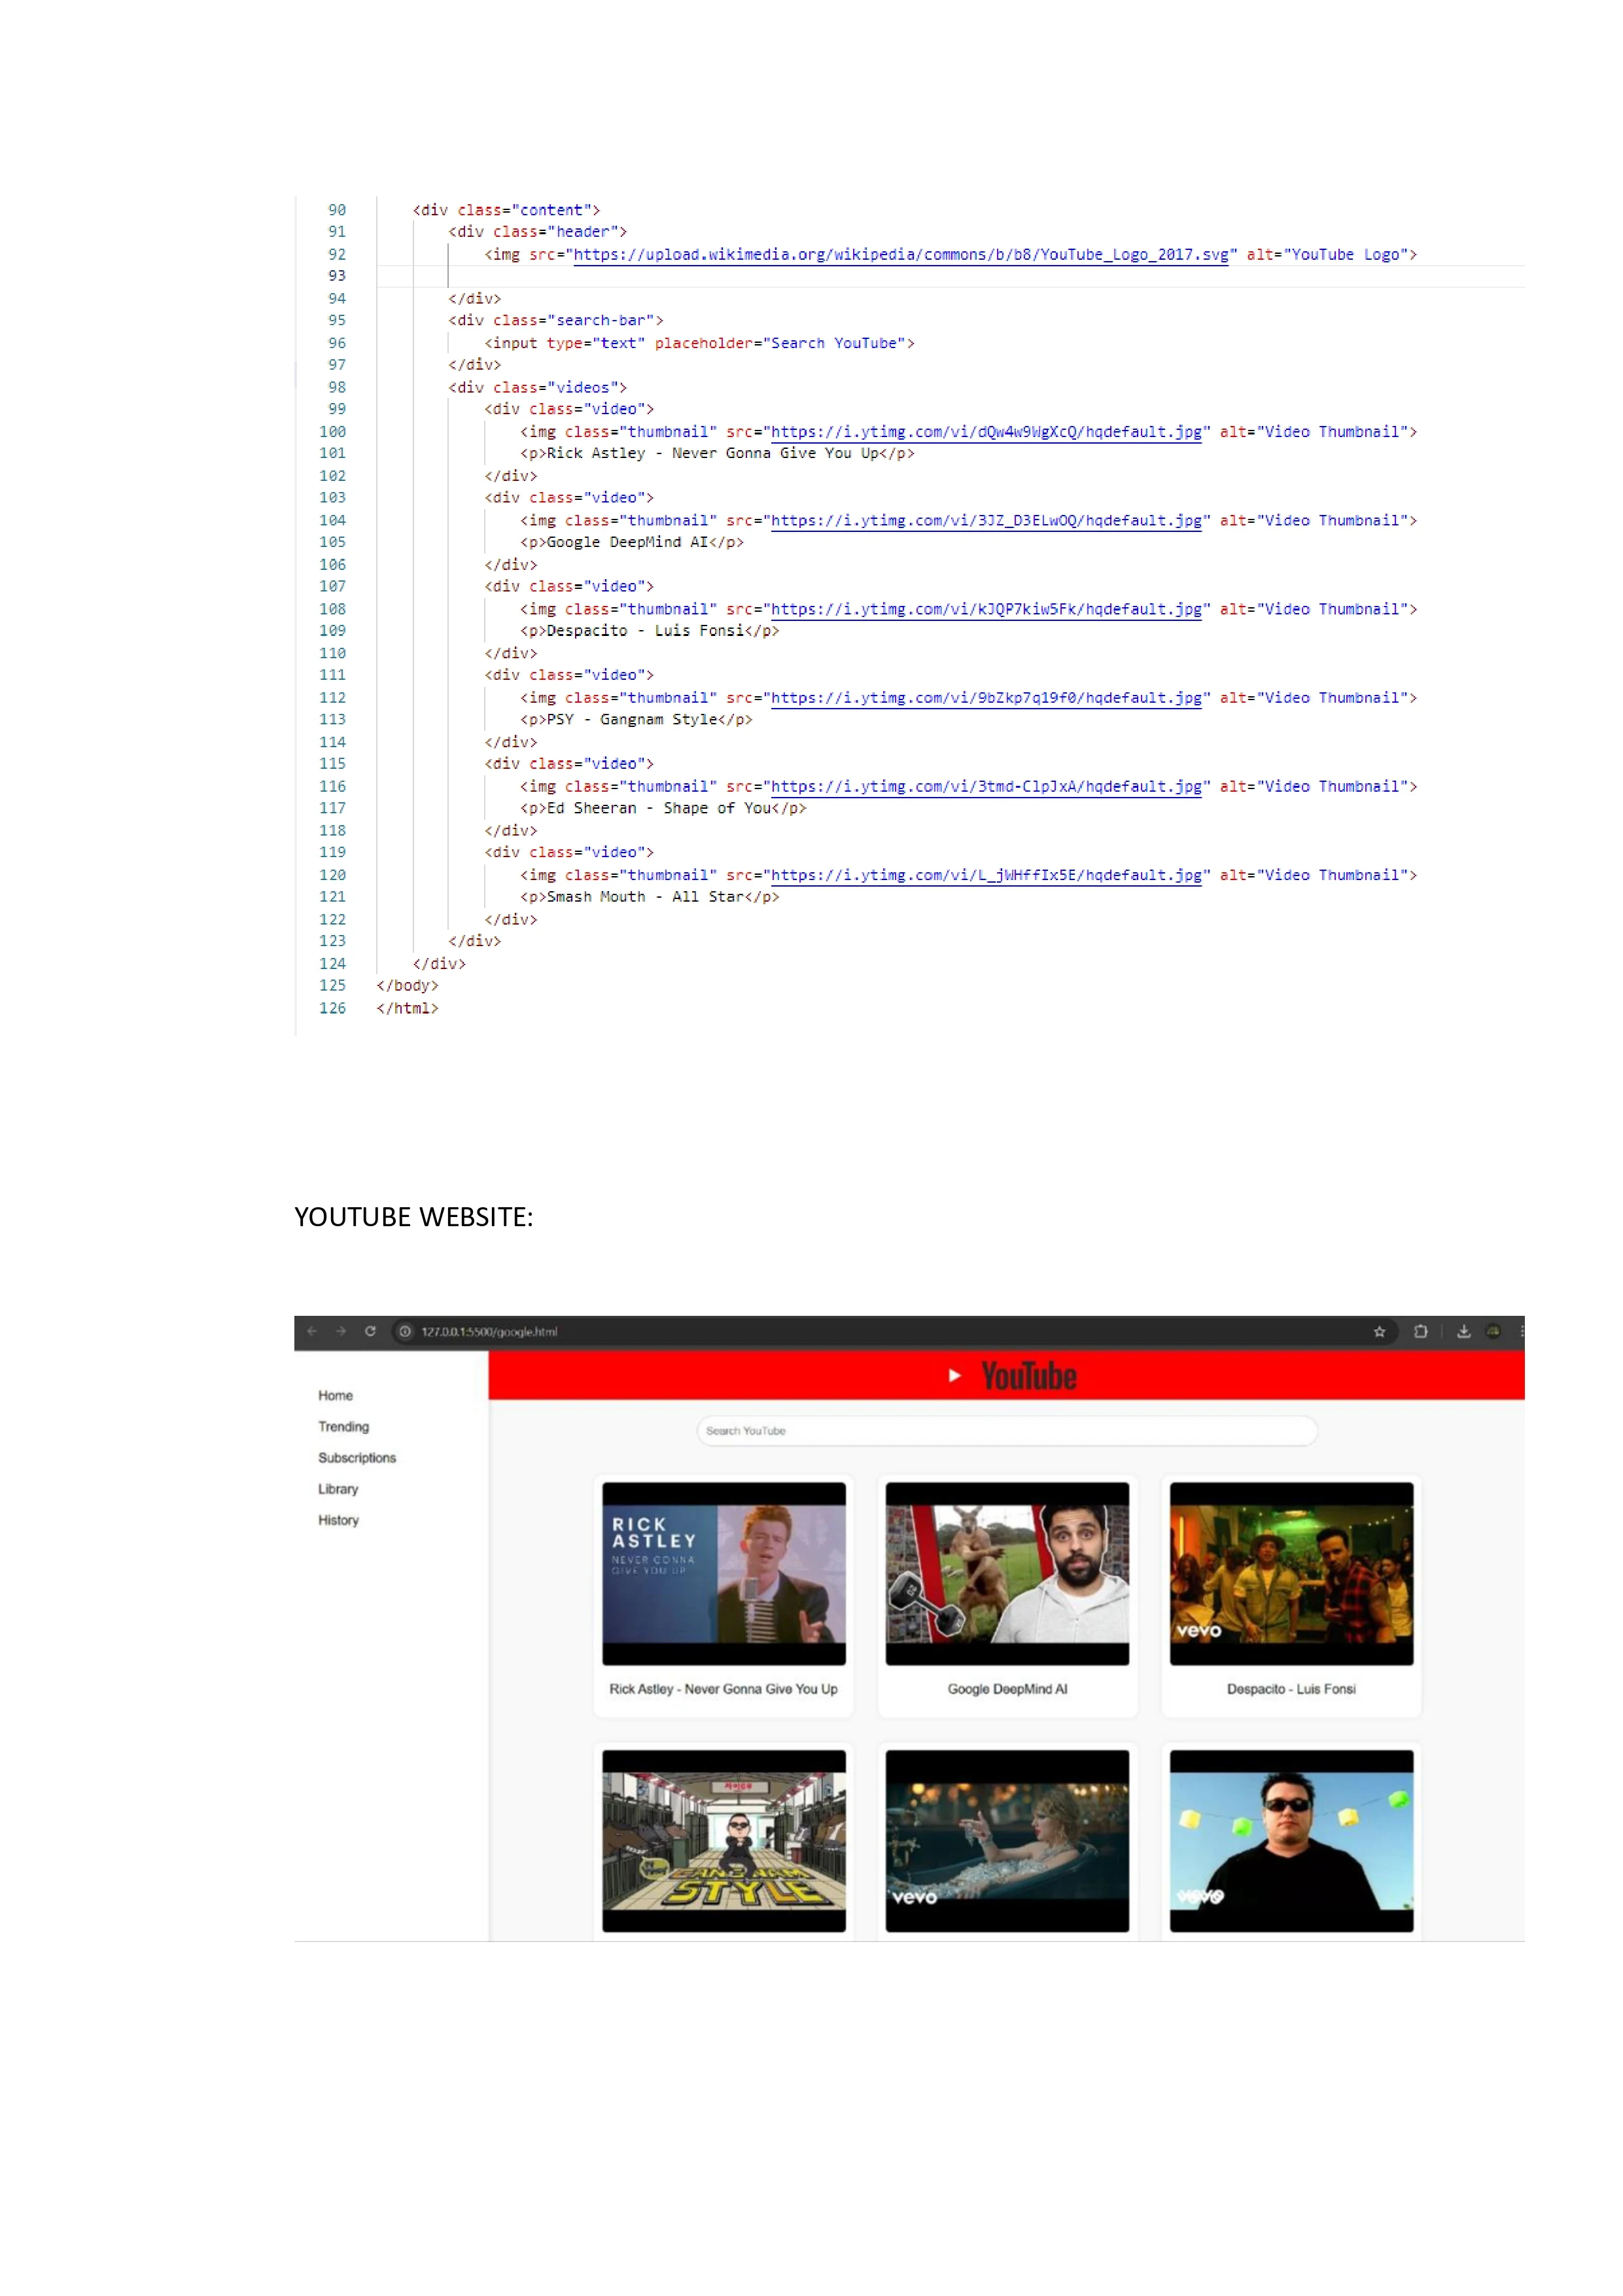 90 <div class="content">
91 <div class="header">
92 <img src="https://upload.wikimedia.org/wikipedia/commons/b/b8/YouTube_Logo_2017.svg" alt="YouTube Logo">
93
94 </div>
95 <div class="search-bar">
96 <input type="text" placeholder="Search YouTube">
97 </div>
98 <div class="videos">
99 <div class="video">
100 <img class="thumbnail" src="https://i.ytimg.com/vi/dQw4w9WgXcQ/hqdefault.jpg" alt="Video Thumbnail">
101 <p>Rick Astley - Never Gonna Give You Up</p>
102 </div>
103 <div class="video">
104 <img class="thumbnail" src="https://i.ytimg.com/vi/3JZ_D3ELwOQ/hqdefault.jpg" alt="Video Thumbnail">
105 <p>Google DeepMind AI</p>
106 </div>
107 <div class="video">
108 <img class="thumbnail" src="https://i.ytimg.com/vi/kJQP7kiw5Fk/hqdefault.jpg" alt="Video Thumbnail">
109 <p>Despacito - Luis Fonsi</p>
110 </div>
111 <div class="video">
112 <img class="thumbnail" src="https://i.ytimg.com/vi/9bZkp7q19f0/hqdefault.jpg" alt="Video Thumbnail">
113 <p>PSY - Gangnam Style</p>
114 </div>
115 <div class="video">
116 <img class="thumbnail" src="https://i.ytimg.com/vi/3tmd-ClpJxA/hqdefault.jpg" alt="Video Thumbnail">
117 <p>Ed Sheeran - Shape of You</p>
118 </div>
119 <div class="video">
120 <img class="thumbnail" src="https://i.ytimg.com/vi/L_jWHffIx5E/hqdefault.jpg" alt="Video Thumbnail">
121 <p>Smash Mouth - All Star</p>
122 </div>
123 </div>
124 </div>
125 </body>
126 </html>
YOUTUBE WEBSITE:
127.0.0.1:5500/google.html
YouTube
Home
Trending
Subscriptions
Library
History
Search YouTube
RICK
ASTLEY
NEVER GONNA
GIVE YOU UP
vevo
Rick Astley - Never Gonna Give You Up
Google DeepMind AI
Despacito - Luis Fonsi
STYLE
vevo
vevo